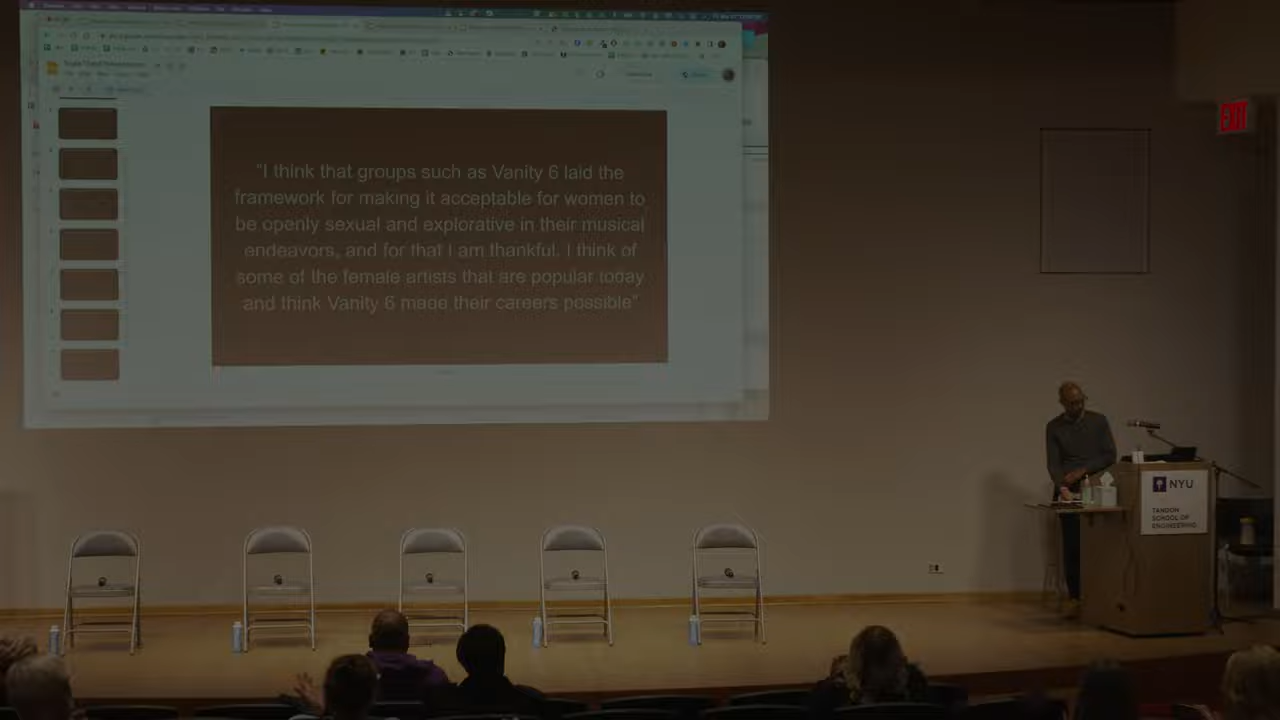 "I think that groups such as Vanity 6 laid the
framework for making it acceptable for women to
be openly sexual and explorative in their musical
endeavors, and for that I am thankful. I think of
some of the female artists that are popular today
and think Vanity 6 made their careers possible"
EXIT
NYU
TANDON
SCHOOL OF
ENGINEERING